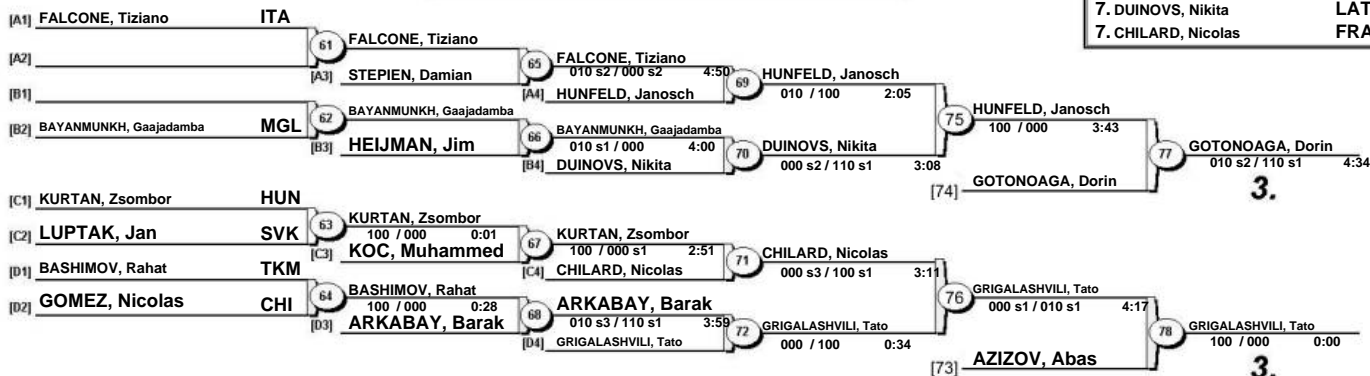 7. DUINOVS, Nikita LAT
7. CHILARD, Nicolas FRA
[A1] FALCONE, Tiziano ITA
61 FALCONE, Tiziano
[A2]
[A3] STEPIEN, Damian
65 FALCONE, Tiziano
010 s2 / 000 s2 4:50
[A4] HUNFELD, Janosch
69 HUNFELD, Janosch
010 / 100 2:05
[B1]
[B2] BAYANMUNKH, Gaajadamba MGL
62 BAYANMUNKH, Gaajadamba
[B3] HEIJMAN, Jim
66 BAYANMUNKH, Gaajadamba
010 s1 / 000 4:00
[B4] DUINOVS, Nikita
70 DUINOVS, Nikita
000 s2 / 110 s1 3:08
75 HUNFELD, Janosch
100 / 000 3:43
[74] GOTONOAGA, Dorin
77 GOTONOAGA, Dorin
010 s2 / 110 s1 4:34
3.
[C1] KURTAN, Zsombor HUN
[C2] LUPTAK, Jan SVK
63 KURTAN, Zsombor
100 / 000 0:01
[C3] KOC, Muhammed
67 KURTAN, Zsombor
100 / 000 s1 2:51
[C4] CHILARD, Nicolas
71 CHILARD, Nicolas
000 s3 / 100 s1 3:11
[D1] BASHIMOV, Rahat TKM
[D2] GOMEZ, Nicolas CHI
64 BASHIMOV, Rahat
100 / 000 0:28
[D3] ARKABAY, Barak
68 ARKABAY, Barak
010 s3 / 110 s1 3:59
[D4] GRIGALASHVILI, Tato
72 GRIGALASHVILI, Tato
000 / 100 0:34
76 GRIGALASHVILI, Tato
000 s1 / 010 s1 4:17
[73] AZIZOV, Abas
78 GRIGALASHVILI, Tato
100 / 000 0:00
3.